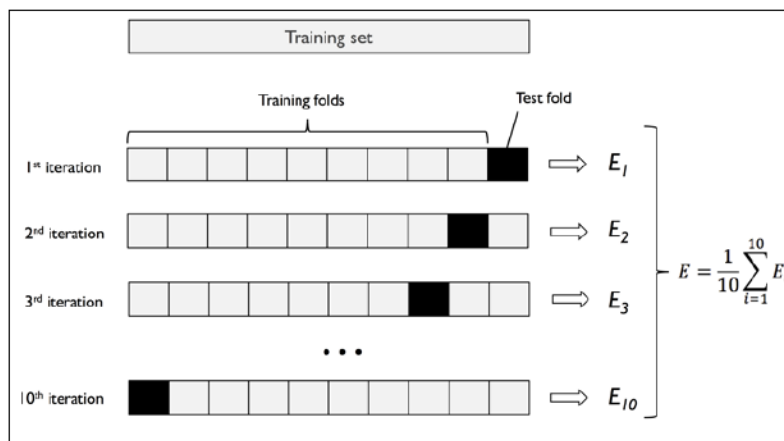 Training set
Training folds
Test fold
1st iteration
E1
2nd iteration
E2
3rd iteration
E3
E = 1/10 ∑ i=1 10 E
...
10th iteration
E10